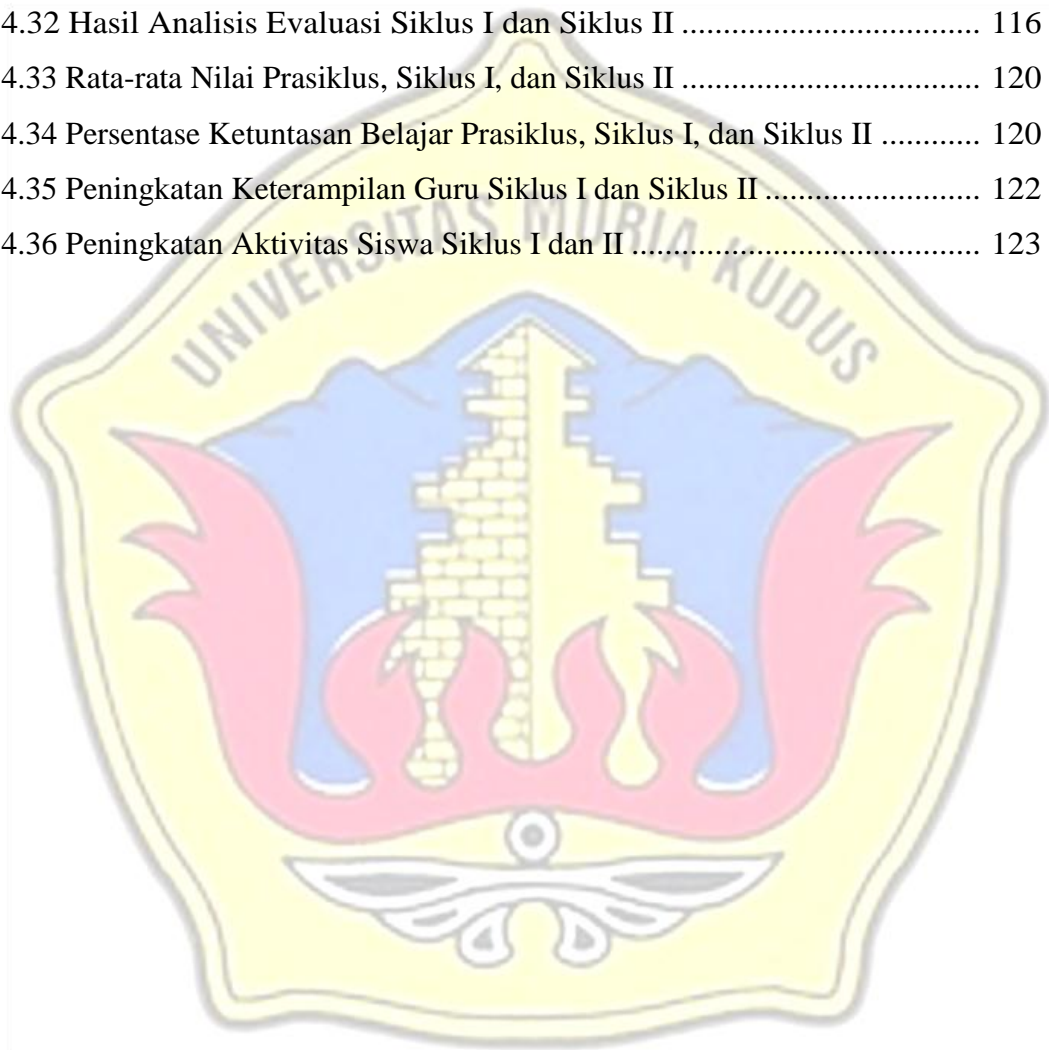 4.32 Hasil Analisis Evaluasi Siklus I dan Siklus II ................................. 116
4.33 Rata-rata Nilai Prasiklus, Siklus I, dan Siklus II ................................. 120
4.34 Persentase Ketuntasan Belajar Prasiklus, Siklus I, dan Siklus II ............ 120
4.35 Peningkatan Keterampilan Guru Siklus I dan Siklus II ........................ 122
4.36 Peningkatan Aktivitas Siswa Siklus I dan II ....................................... 123
UNIVERSITAS MURIA KUDUS